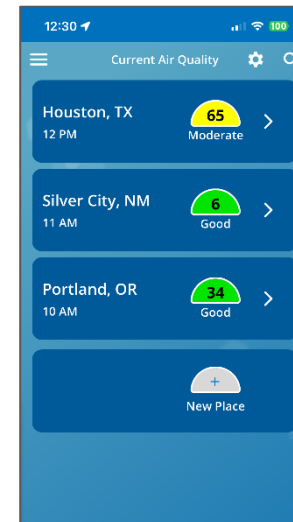 12:30 100
Current Air Quality
Houston, TX
12 PM
65
Moderate
Silver City, NM
11 AM
6
Good
Portland, OR
10 AM
34
Good
+
New Place